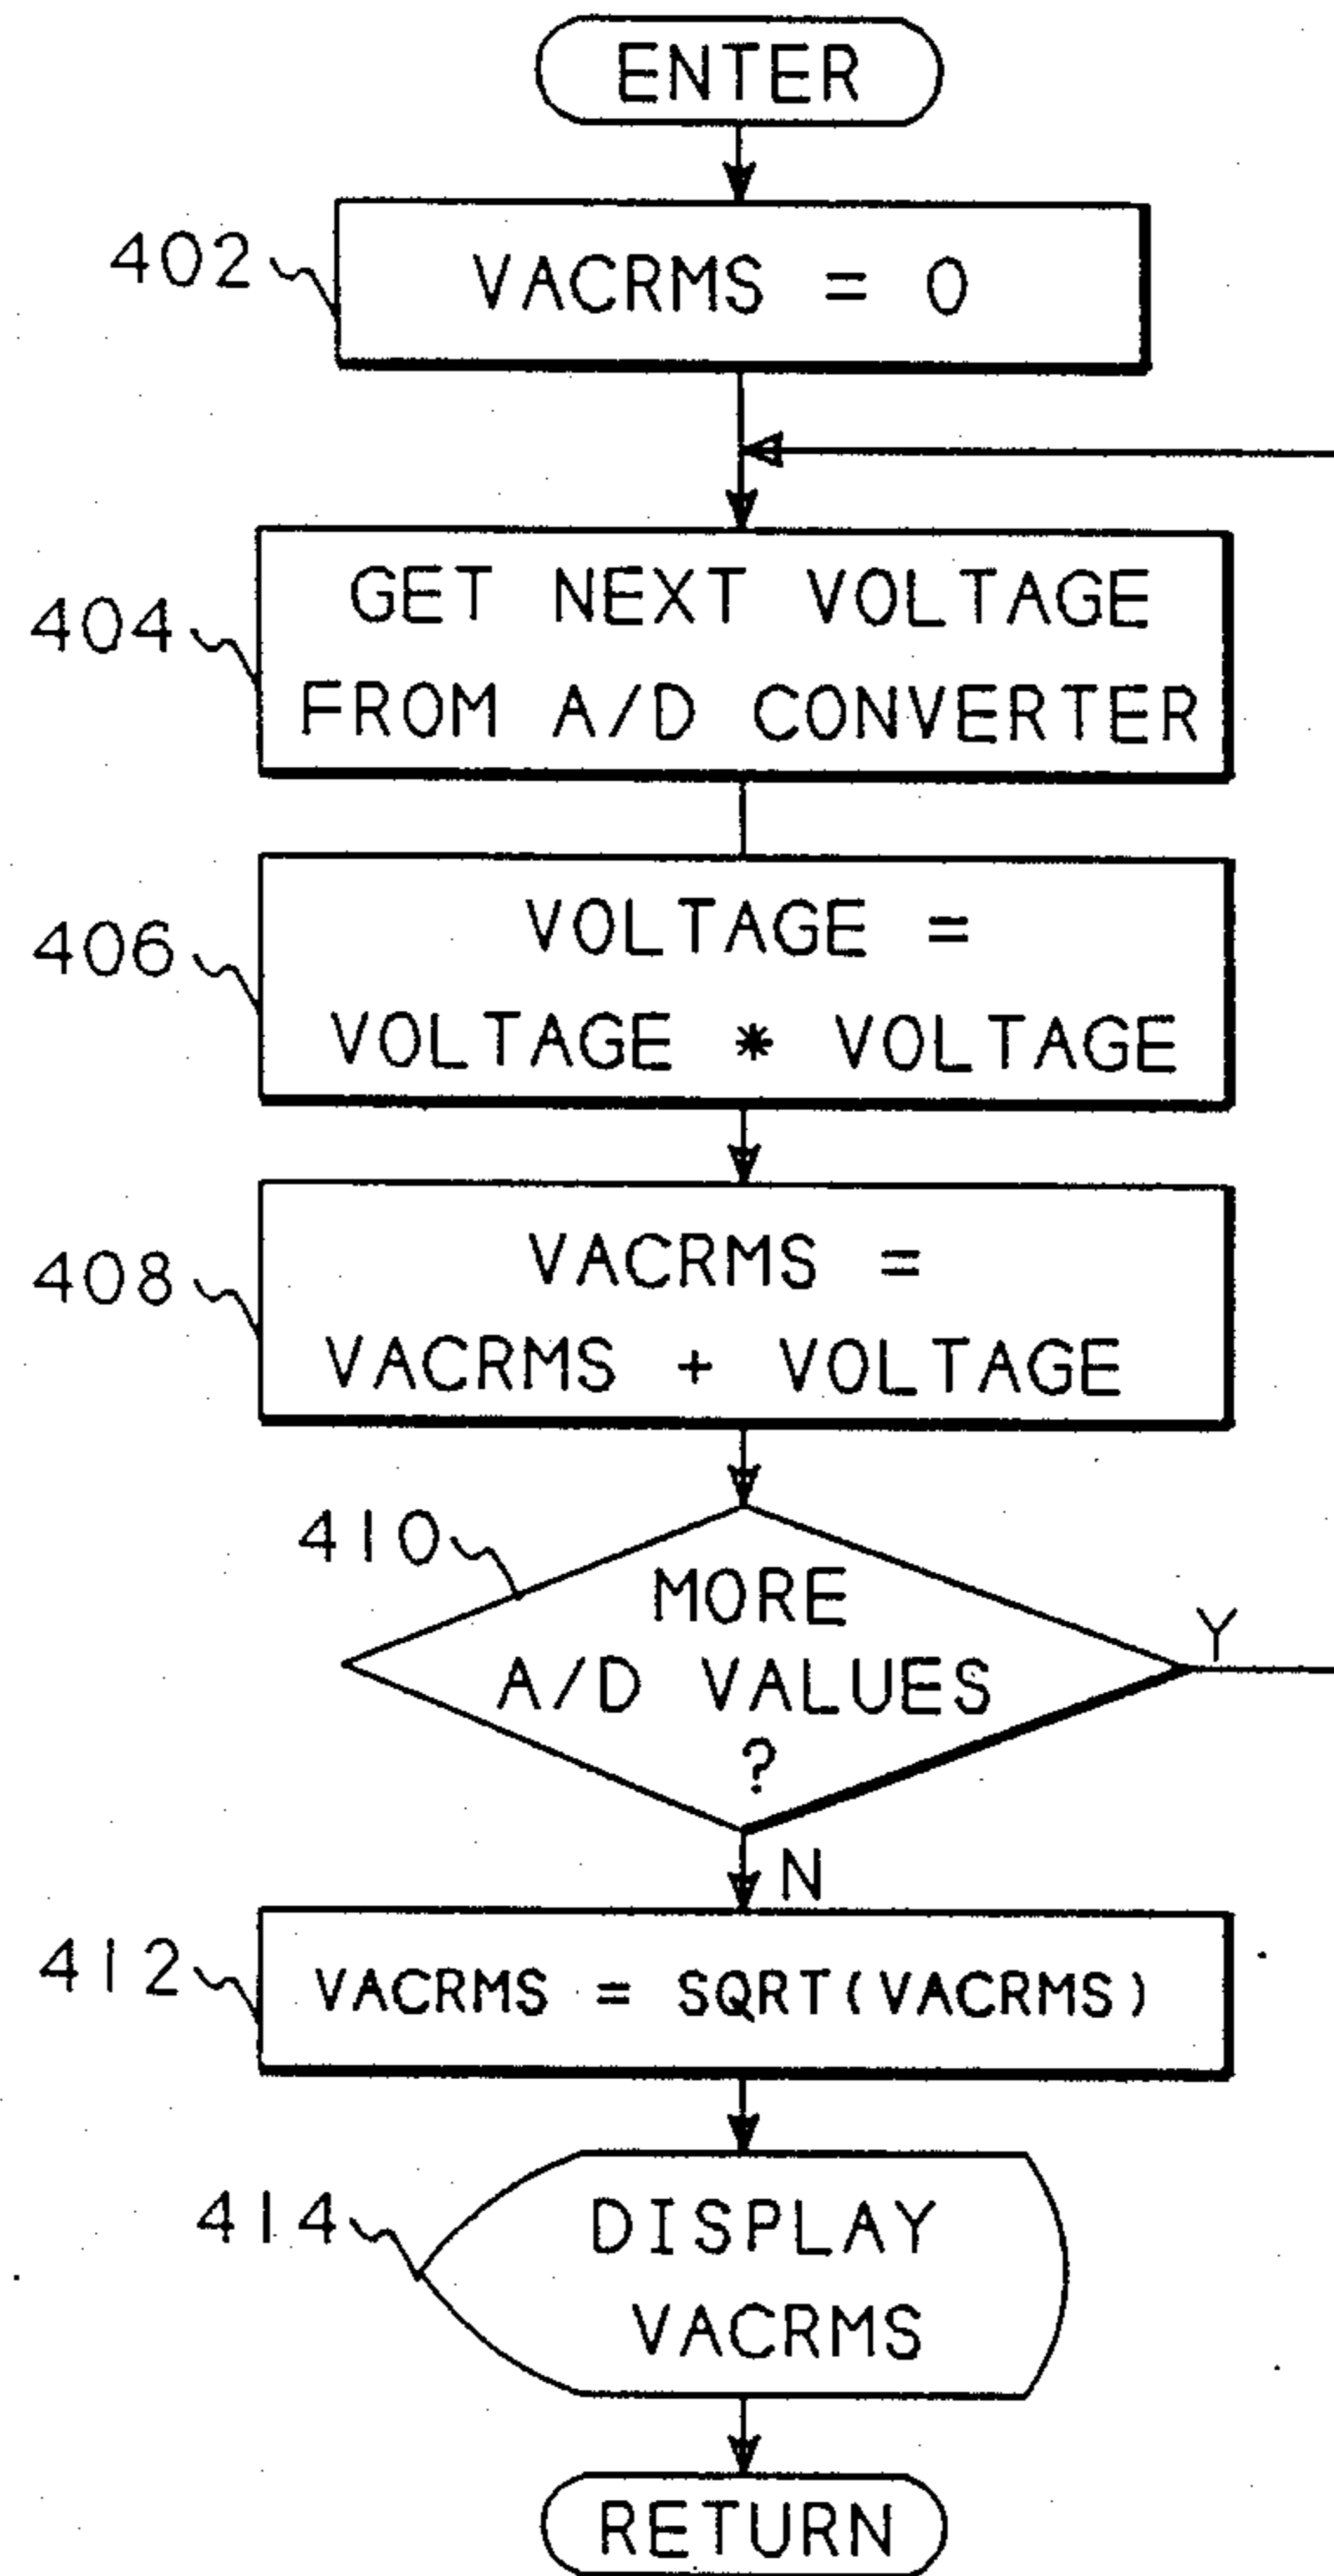 ENTER
402
VACRMS = 0
404
GET NEXT VOLTAGE
FROM A/D CONVERTER
406
VOLTAGE =
VOLTAGE * VOLTAGE
408
VACRMS =
VACRMS + VOLTAGE
410
MORE
A/D VALUES
?
Y
N
412
VACRMS = SQRT(VACRMS)
414
DISPLAY
VACRMS
RETURN